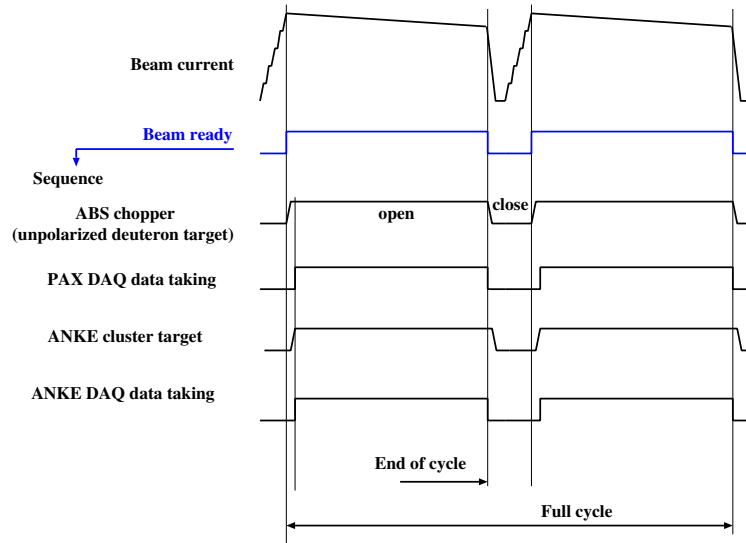 Beam current
Beam ready
Sequence
ABS chopper
(unpolarized deuteron target)
open
close
PAX DAQ data taking
ANKE cluster target
ANKE DAQ data taking
End of cycle
Full cycle